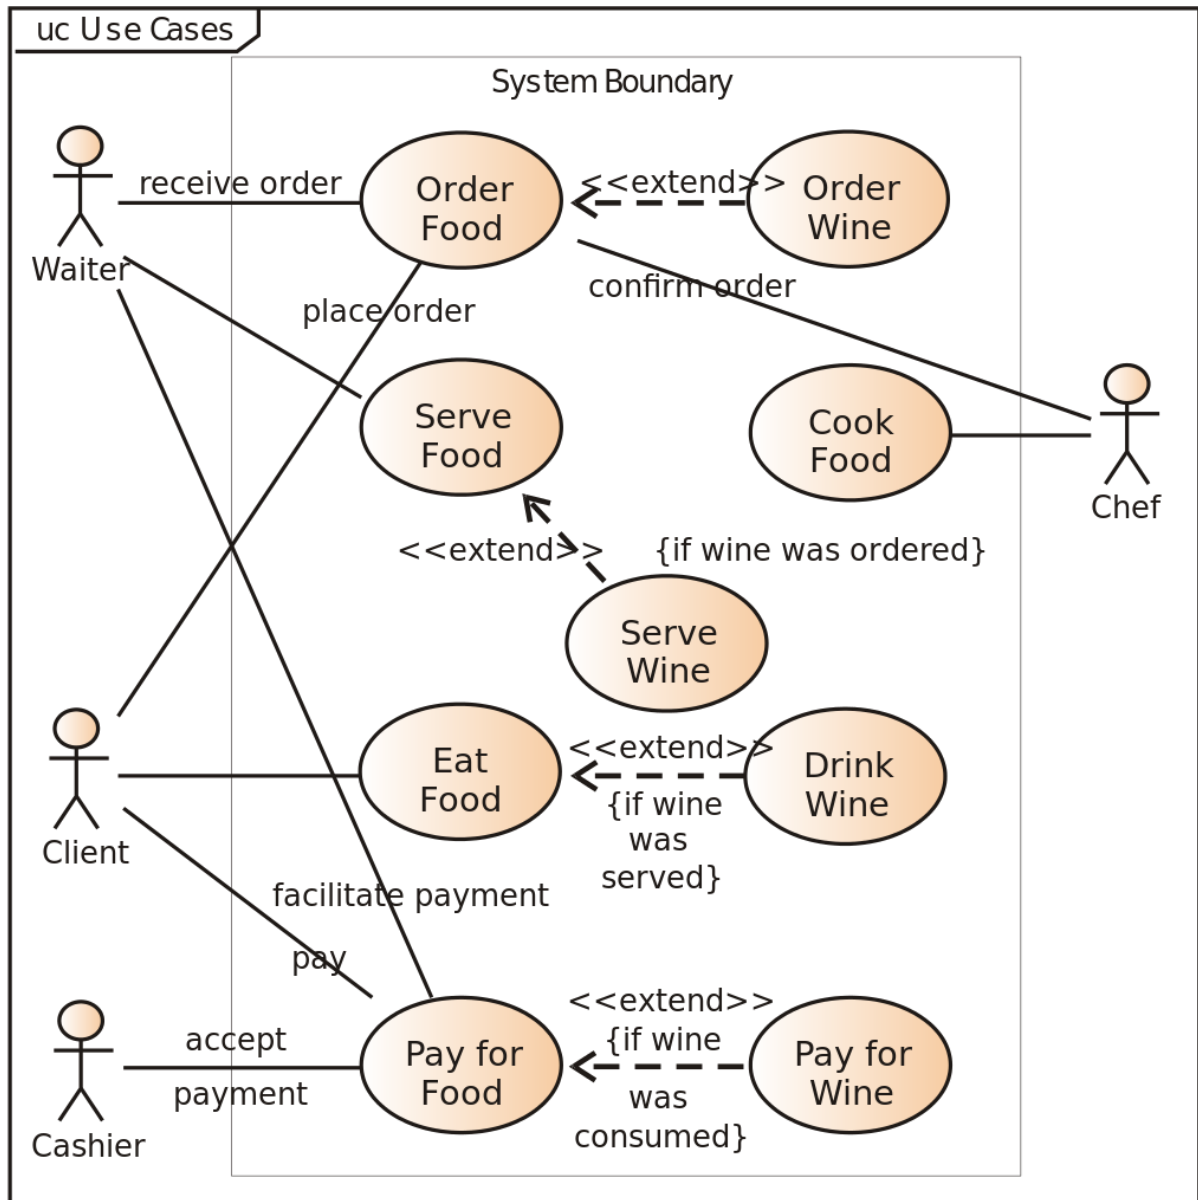 uc Use Cases
System Boundary
receive order
Order
Food
<<extend>>
Order
Wine
Waiter
place order
confirm order
Serve
Food
Cook
Food
Chef
<<extend>>
{if wine was ordered}
Serve
Wine
Eat
Food
<<extend>>
{if wine
was
served}
Drink
Wine
Client
facilitate payment
pay
accept
payment
Cashier
Pay for
Food
<<extend>>
{if wine
was
consumed}
Pay for
Wine